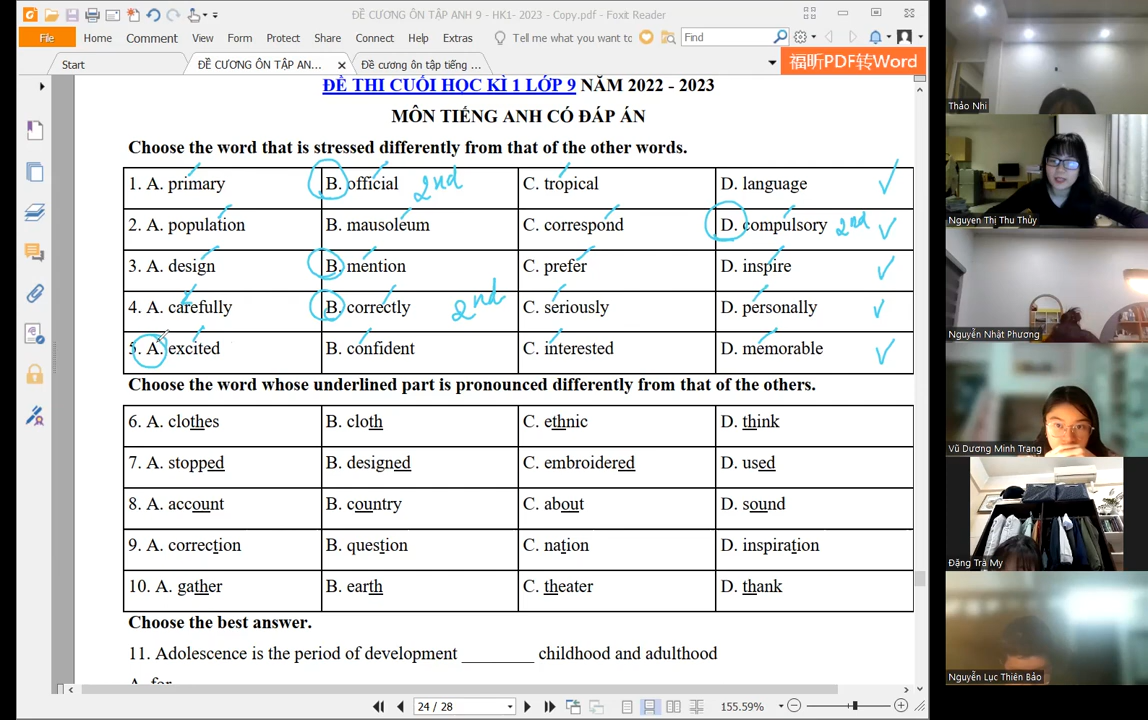 ĐỀ CƯƠNG ÔN TẬP ANH 9 - HK1- 2023 - Copy.pdf - Foxit Reader
File Home Comment View Form Protect Share Connect Help Extras Tell me what you want to Find
Start ĐỀ CƯƠNG ÔN TẬP AN... Đề cương ôn tập tiếng ... 福昕PDF转Word
ĐỀ THI CUỐI HỌC KÌ 1 LỚP 9 NĂM 2022 - 2023
MÔN TIẾNG ANH CÓ ĐÁP ÁN
Choose the word that is stressed differently from that of the other words.
1. A. primary B. official 2nd C. tropical D. language
2. A. population B. mausoleum C. correspond D. compulsory 2nd
3. A. design B. mention C. prefer D. inspire
4. A. carefully 2 B. correctly 2nd C. seriously D. personally
5. A. excited B. confident C. interested D. memorable
Choose the word whose underlined part is pronounced differently from that of the others.
6. A. clothes B. cloth C. ethnic D. think
7. A. stopped B. designed C. embroidered D. used
8. A. account B. country C. about D. sound
9. A. correction B. question C. nation D. inspiration
10. A. gather B. earth C. theater D. thank
Choose the best answer.
11. Adolescence is the period of development ________ childhood and adulthood
A. for
24 / 28 155.59%
Thảo Nhi
Nguyen Thị Thu Thủy
Nguyễn Nhật Phương
Vũ Dương Minh Trang
Đặng Trà My
Nguyễn Lục Thiên Bảo